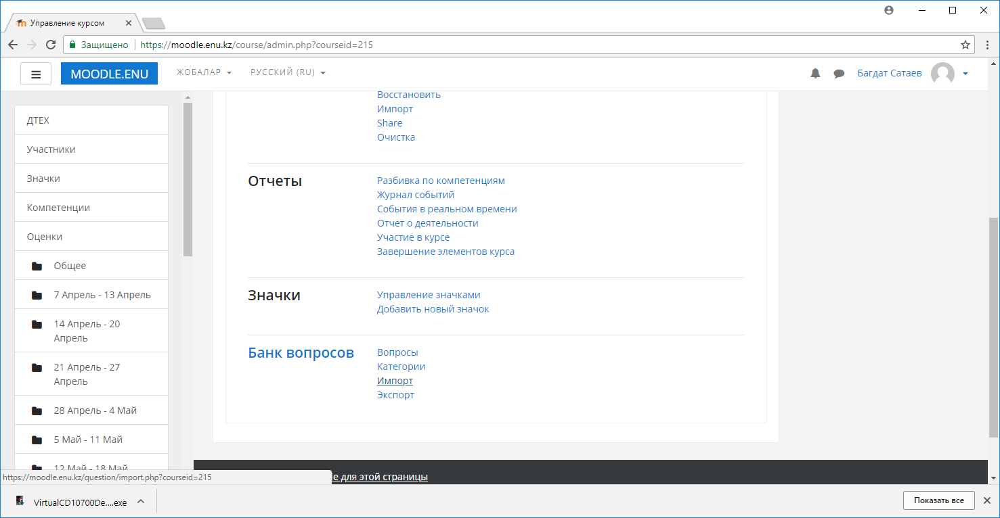 Управление курсом
Защищено
https://moodle.enu.kz/course/admin.php?courseid=215
MOODLE.ENU
ЖОБАЛАР
РУССКИЙ (RU)
Багдат Сатаев
ДТЕХ
Участники
Значки
Компетенции
Оценки
Общее
7 Апрель - 13 Апрель
14 Апрель - 20
Апрель
21 Апрель - 27
Апрель
28 Апрель - 4 Май
5 Май - 11 Май
12 Май - 18 Май
Восстановить
Импорт
Share
Очистка
Отчеты
Разбивка по компетенциям
Журнал событий
События в реальном времени
Отчет о деятельности
Участие в курсе
Завершение элементов курса
Значки
Управление значками
Добавить новый значок
Банк вопросов
Вопросы
Категории
Импорт
Экспорт
е для этой страницы
https://moodle.enu.kz/question/import.php?courseid=215
VirtualCD10700De....exe
Показать все